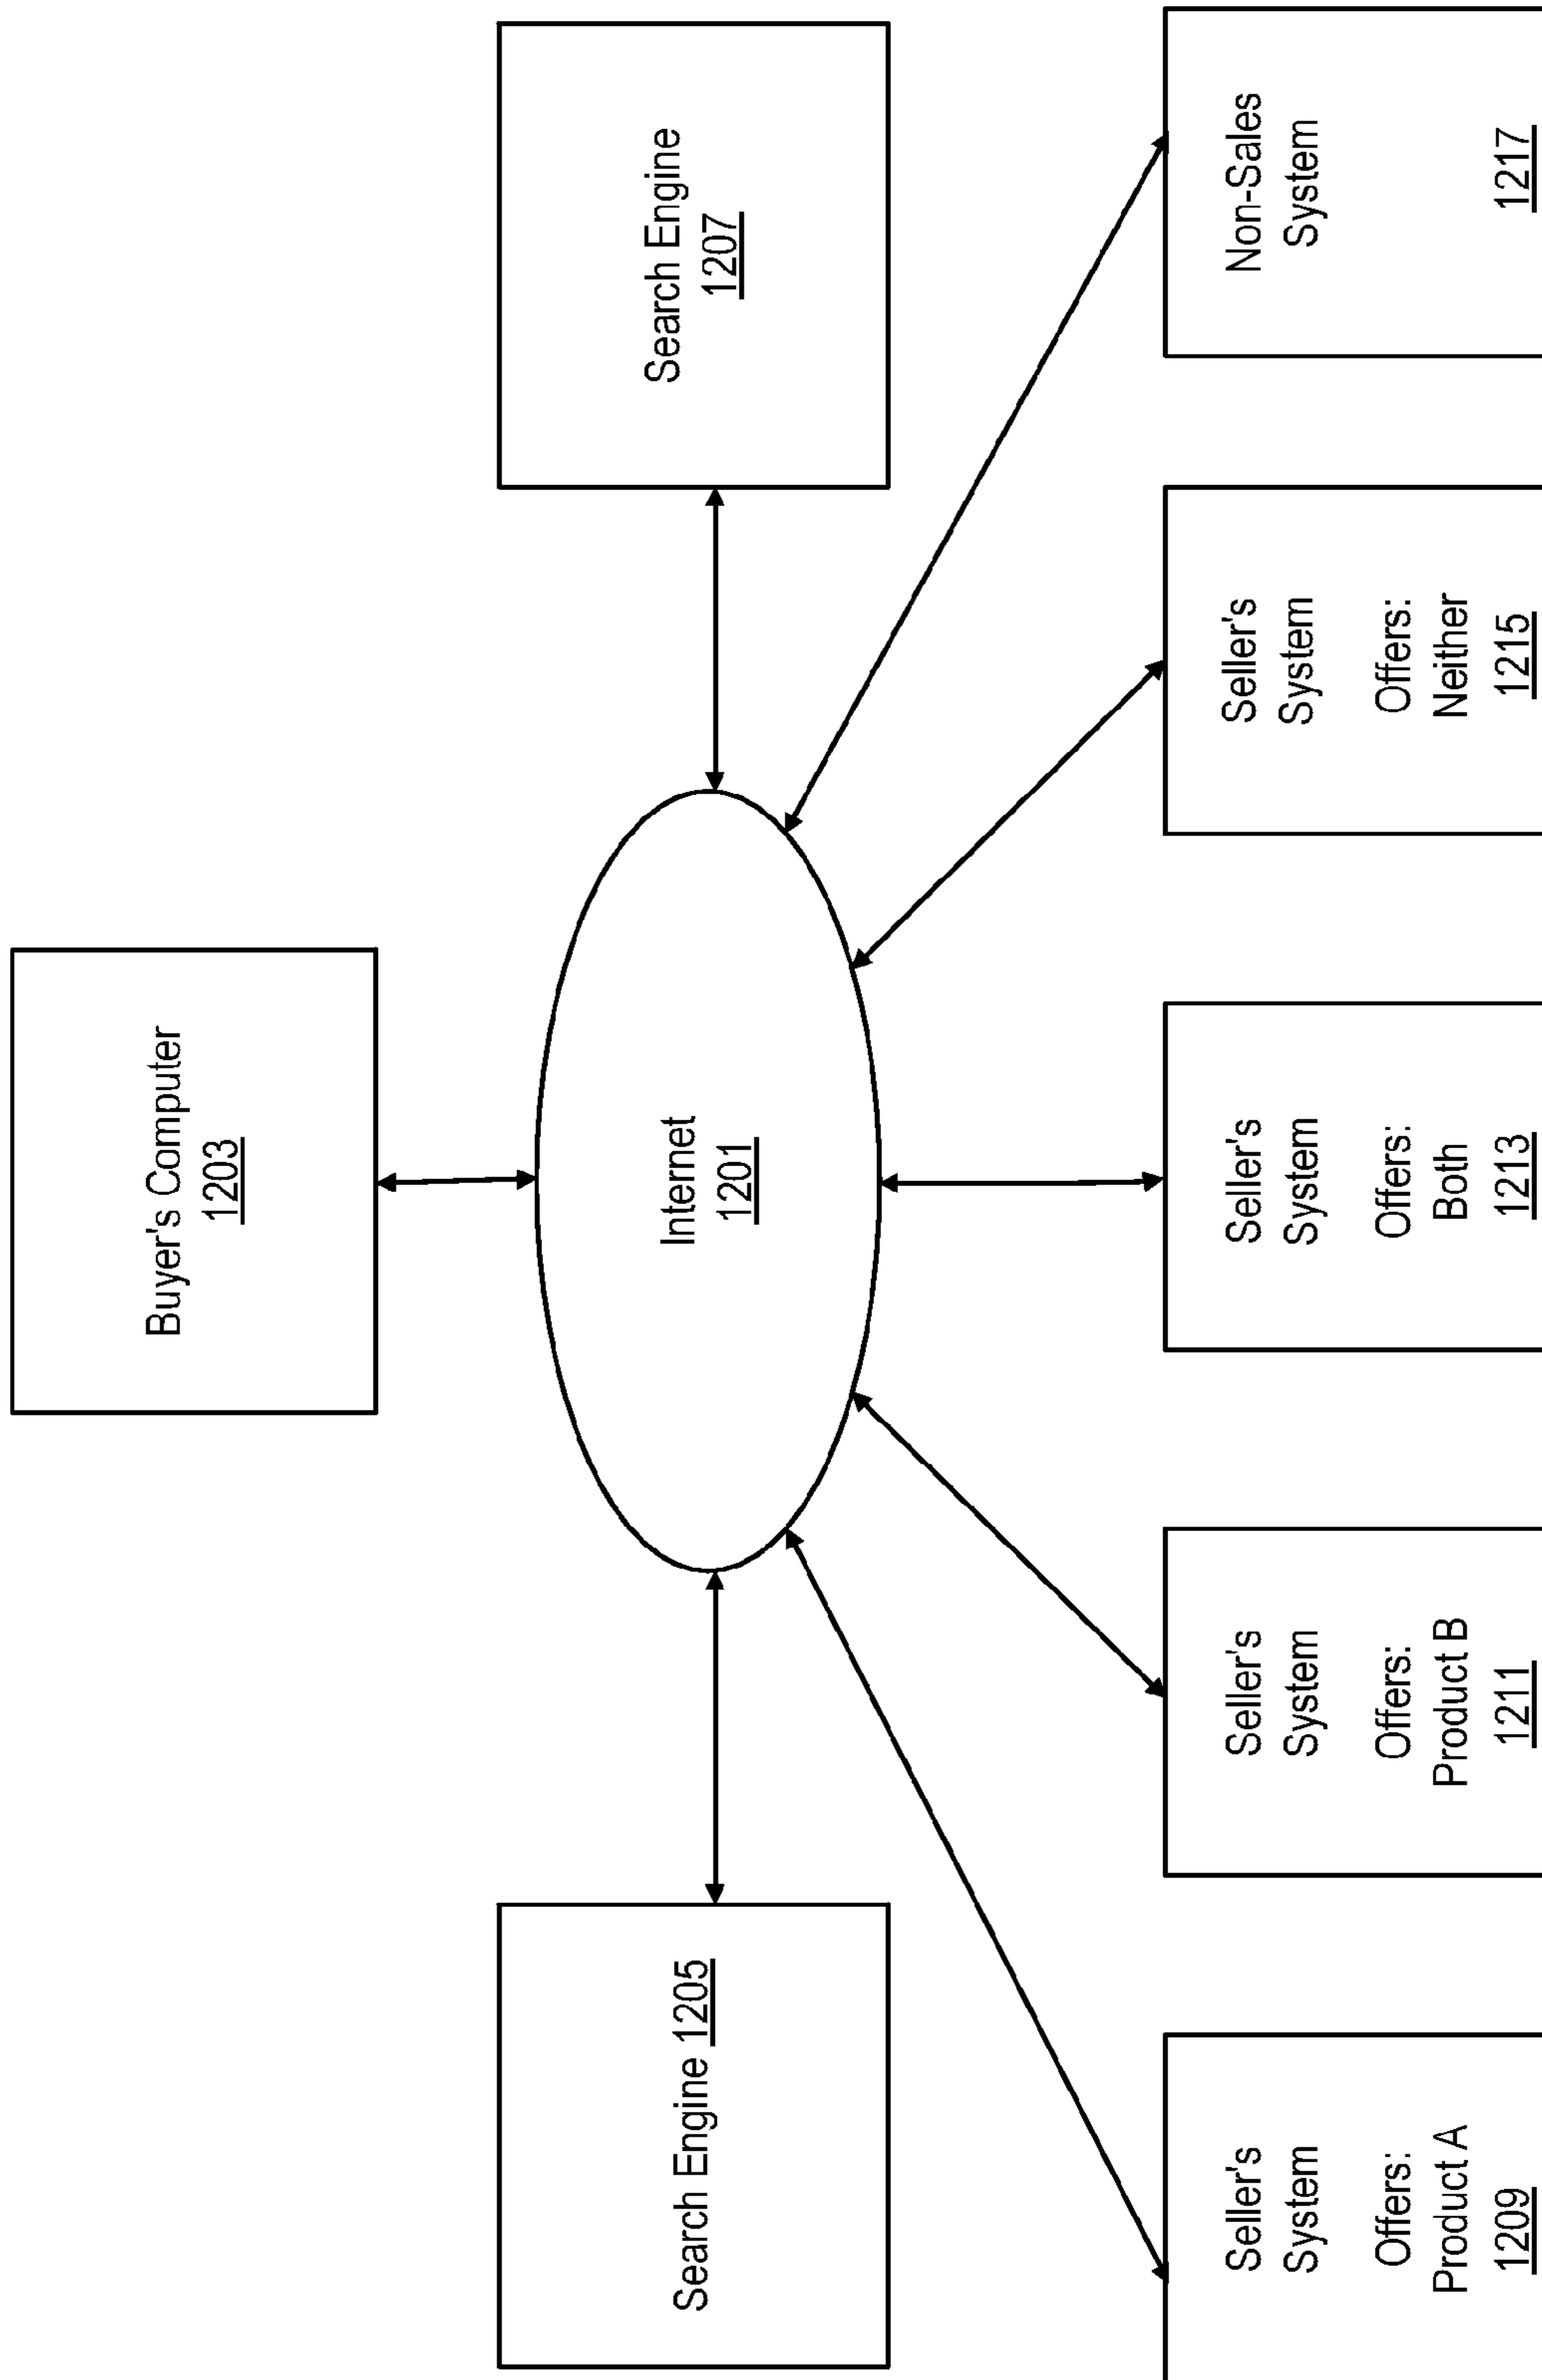 Buyer's Computer
1203
Search Engine 1205
Internet
1201
Search Engine
1207
Seller's
System
Offers:
Product A
1209
Seller's
System
Offers:
Product B
1211
Seller's
System
Offers:
Both
1213
Seller's
System
Offers:
Neither
1215
Non-Sales
System
1217